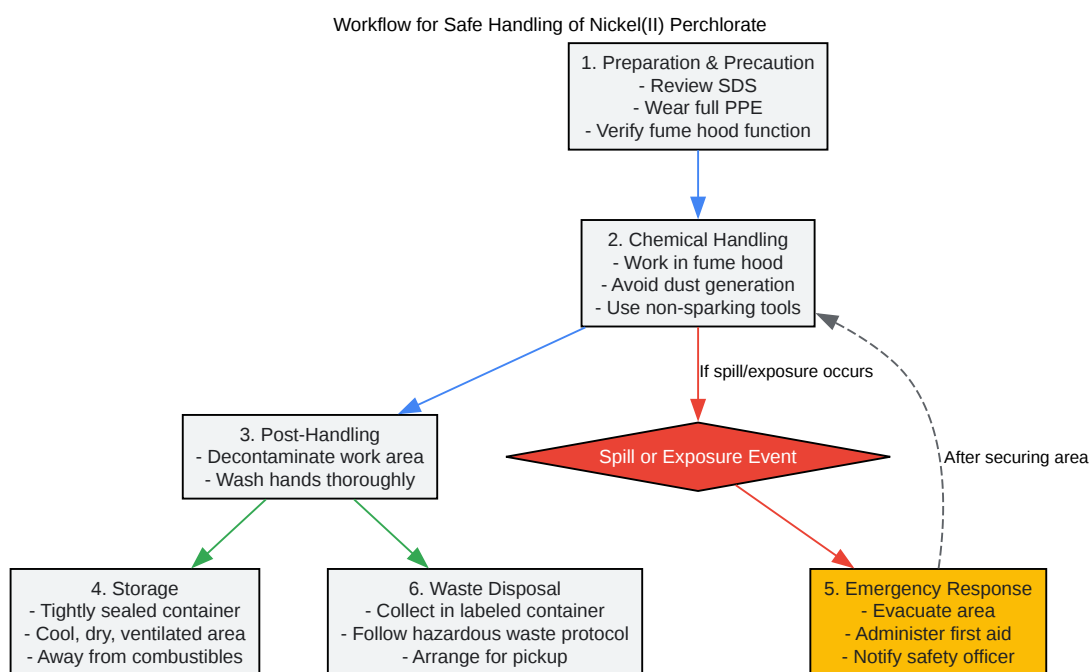 Workflow for Safe Handling of Nickel(II) Perchlorate
1. Preparation & Precaution
- Review SDS
- Wear full PPE
- Verify fume hood function
2. Chemical Handling
- Work in fume hood
- Avoid dust generation
- Use non-sparking tools
If spill/exposure occurs
3. Post-Handling
- Decontaminate work area
- Wash hands thoroughly
Spill or Exposure Event
After securing area
4. Storage
- Tightly sealed container
- Cool, dry, ventilated area
- Away from combustibles
6. Waste Disposal
- Collect in labeled container
- Follow hazardous waste protocol
- Arrange for pickup
5. Emergency Response
- Evacuate area
- Administer first aid
- Notify safety officer